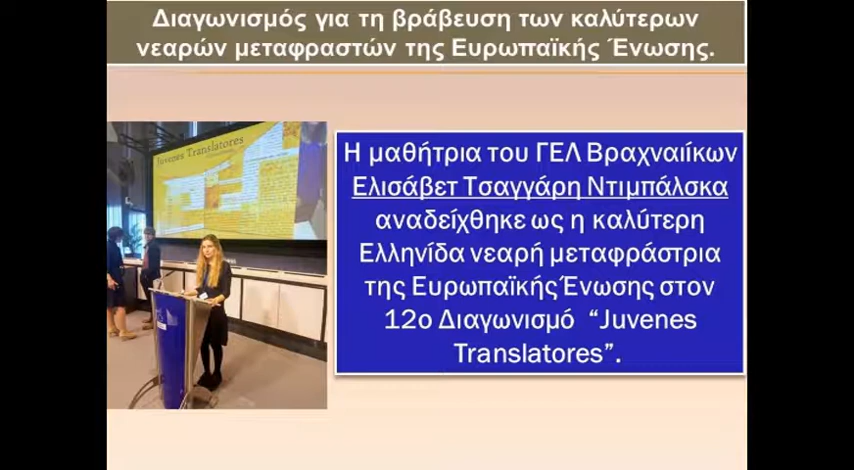 Διαγωνισμός για τη βράβευση των καλύτερων
νεαρών μεταφραστών της Ευρωπαϊκής Ένωσης.
Juvenes Translatores
Η μαθήτρια του ΓΕΛ Βραχναιίκων
Ελισάβετ Τσαγγάρη Ντιμπάλσκα
αναδείχθηκε ως η καλύτερη
Ελληνίδα νεαρή μεταφράστρια
της Ευρωπαϊκής Ένωσης στον
12ο Διαγωνισμό “Juvenes
Translatores”.